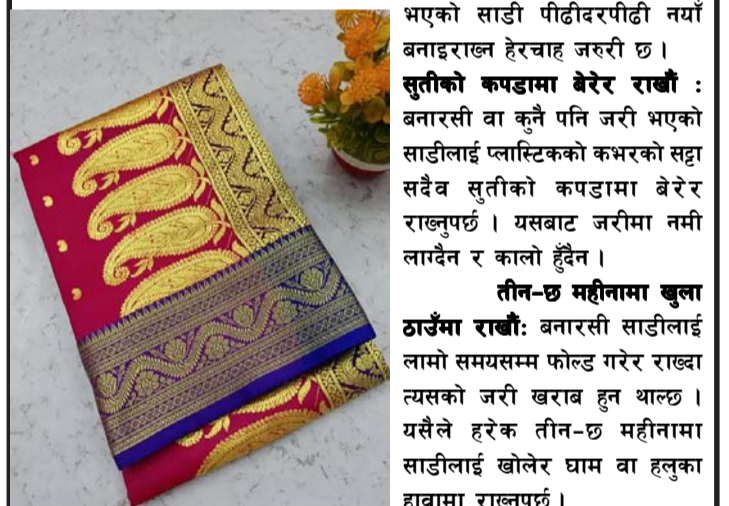 भएको साडी पीढीदरपीढी नयाँ
बनाइराख्न हेरचाह जरुरी छ ।
सुतीको कपडामा बेरेर राखौं :
बनारसी वा कुनै पनि जरी भएको
साडीलाई प्लास्टिकको कभरको सट्टा
सदैव सुतीको कपडामा बेरेर
राख्नुपर्छ । यसबाट जरीमा नमी
लाग्दैन र कालो हुँदैन ।
तीन-छ महीनामा खुला
ठाउँमा राखौं: बनारसी साडीलाई
लामो समयसम्म फोल्ड गरेर राख्दा
त्यसको जरी खराब हुन थाल्छ ।
यसैले हरेक तीन-छ महीनामा
साडीलाई खोलेर घाम वा हलुका
हावामा राख्नुपर्छ ।